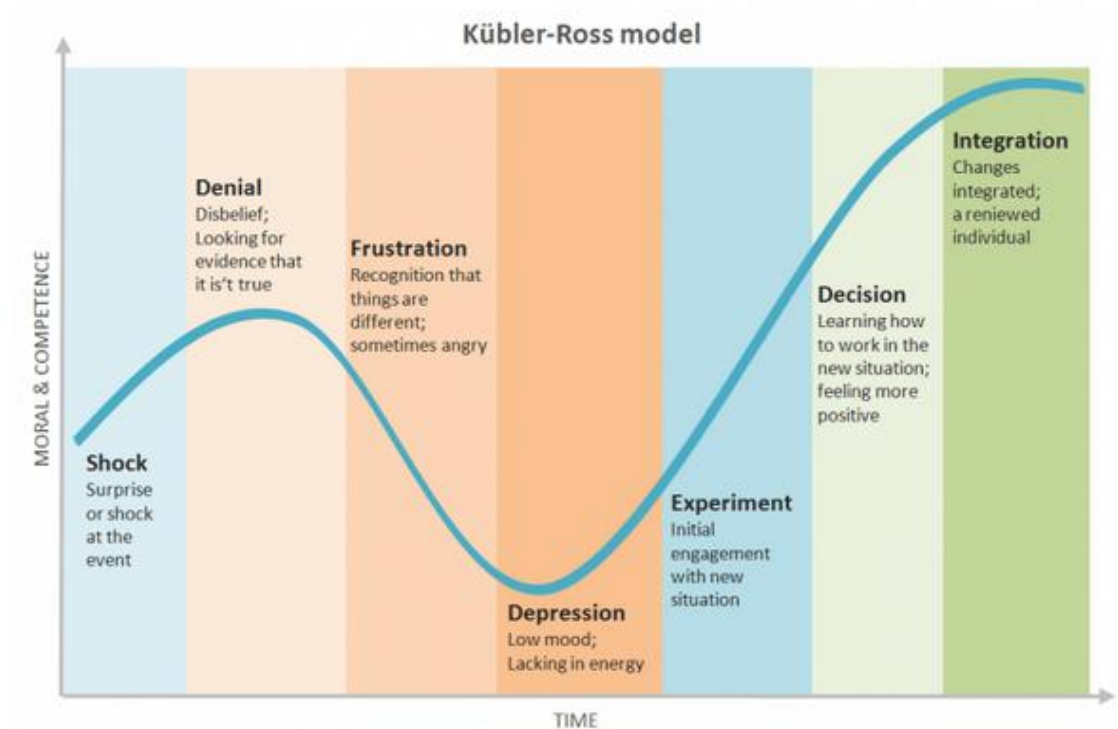 Kübler-Ross model
MORAL & COMPETENCE
Shock
Surprise
or shock
at the
event
Denial
Disbelief;
Looking for
evidence that
it is't true
Frustration
Recognition that
things are
different;
sometimes angry
Depression
Low mood;
Lacking in energy
Experiment
Initial
engagement
with new
situation
Decision
Learning how
to work in the
new situation;
feeling more
positive
Integration
Changes
integrated;
a reniewed
individual
TIME